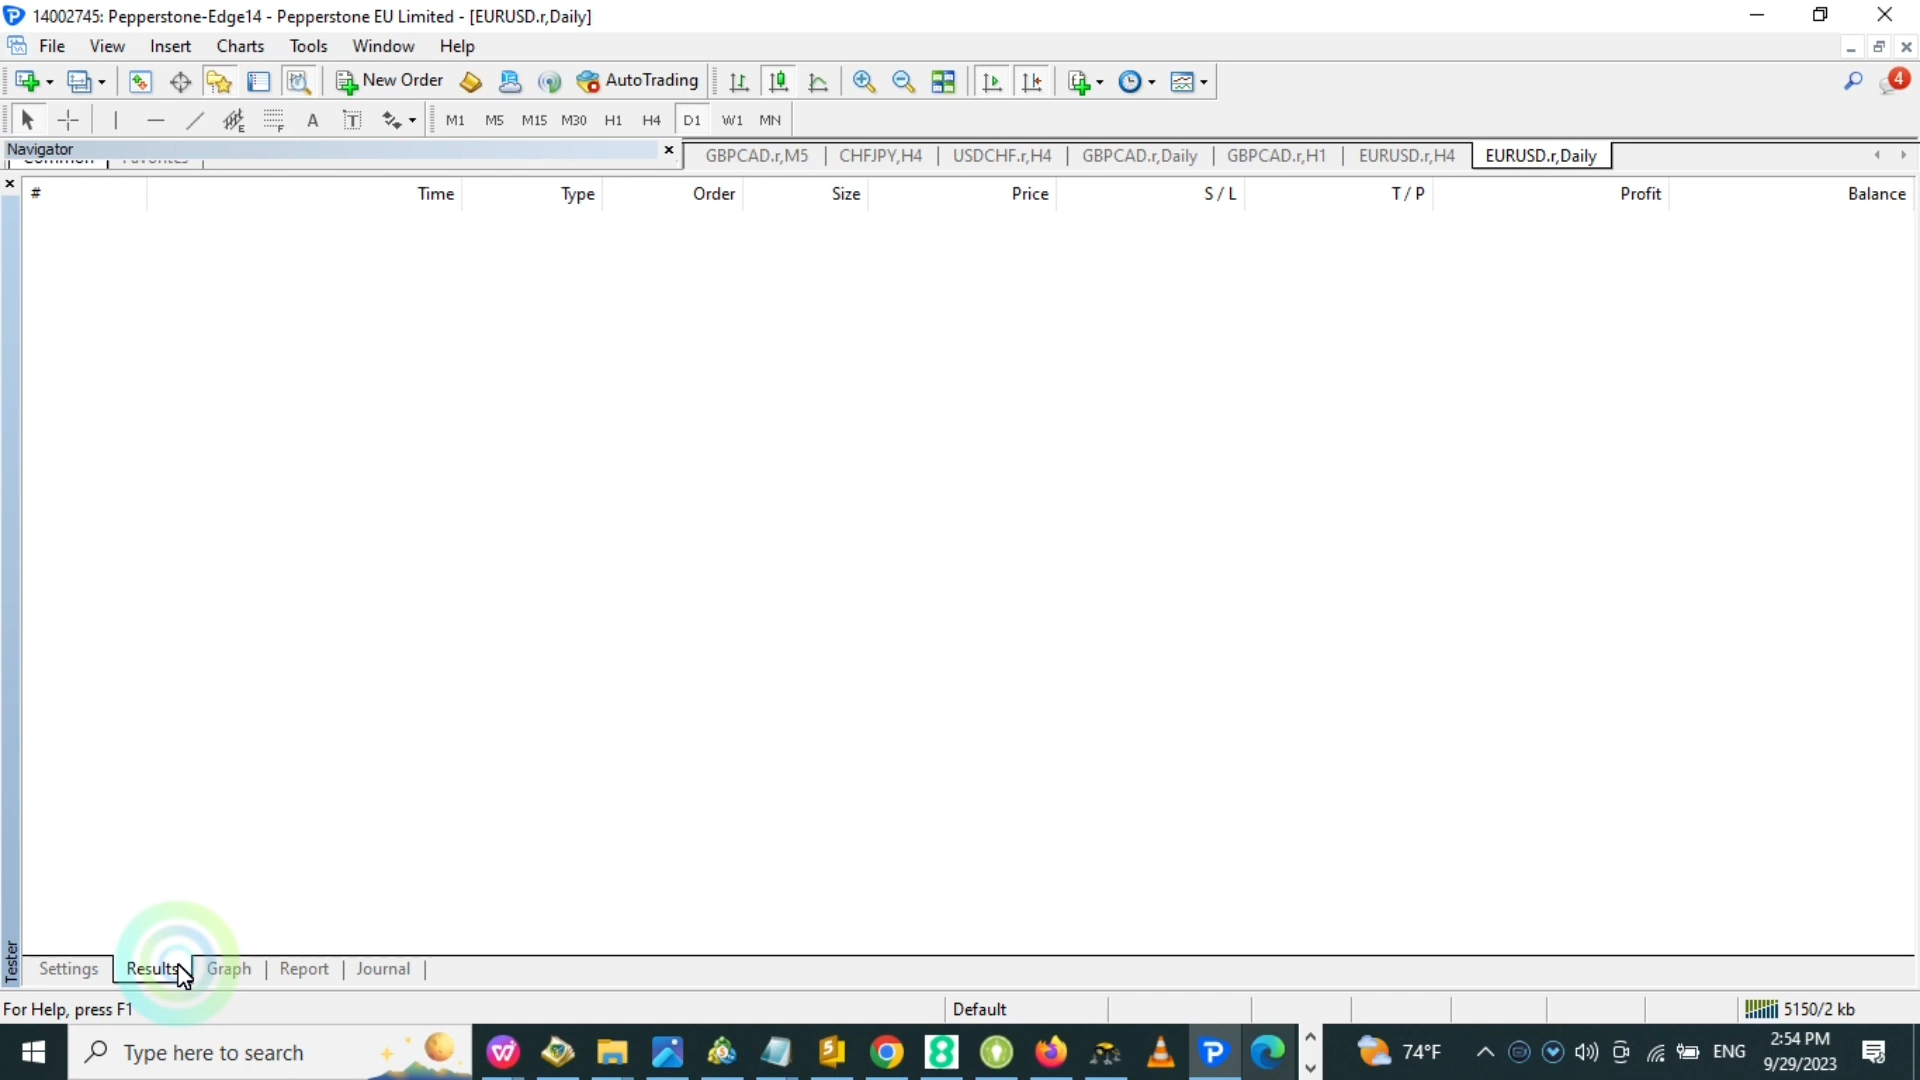 14002745: Pepperstone-Edge14 - Pepperstone EU Limited - [EURUSD.r,Daily]
File View Insert Charts Tools Window Help
New Order AutoTrading 4
A T M1 M5 M15 M30 H1 H4 D1 W1 MN
Navigator
Common Favorites
GBPCAD.r,M5 CHFJPY,H4 USDCHF.r,H4 GBPCAD.r,Daily GBPCAD.r,H1 EURUSD.r,H4 EURUSD.r,Daily
# Time Type Order Size Price S / L T / P Profit Balance
Tester
Settings Results Graph Report Journal
For Help, press F1 Default 5150/2 kb
Type here to search 74°F ENG 2:54 PM
9/29/2023